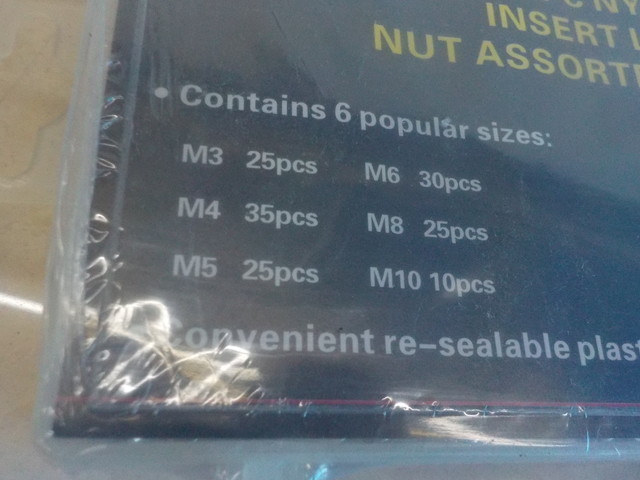 INSERT
NUT ASSORT
• Contains 6 popular sizes:
M3 25pcs M6 30pcs
M4 35pcs M8 25pcs
M5 25pcs M10 10pcs
Convenient re-sealable plast